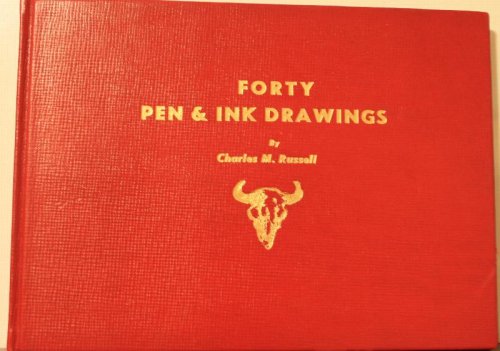 FORTY
PEN & INK DRAWINGS
By
Charles M. Russell